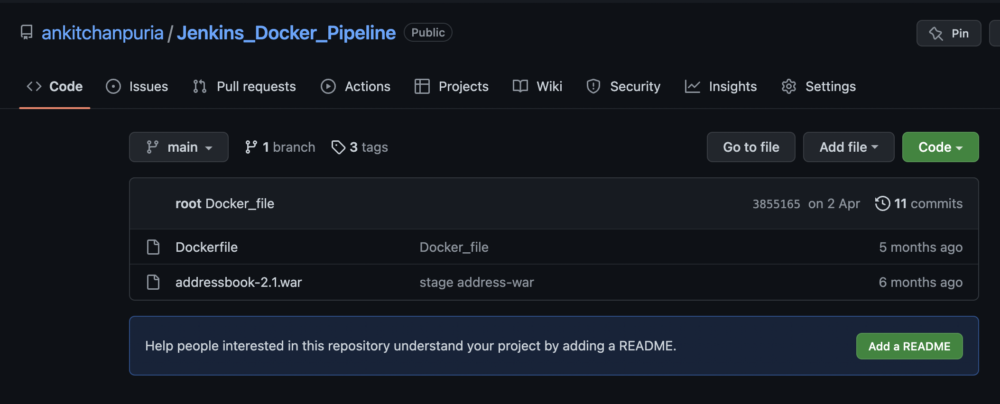 ankitchanpuria / Jenkins_Docker_Pipeline Public Pin
Code Issues Pull requests Actions Projects Wiki Security Insights Settings
main 1 branch 3 tags Go to file Add file Code
root Docker_file 3855165 on 2 Apr 11 commits
Dockerfile Docker_file 5 months ago
addressbook-2.1.war stage address-war 6 months ago
Help people interested in this repository understand your project by adding a README. Add a README